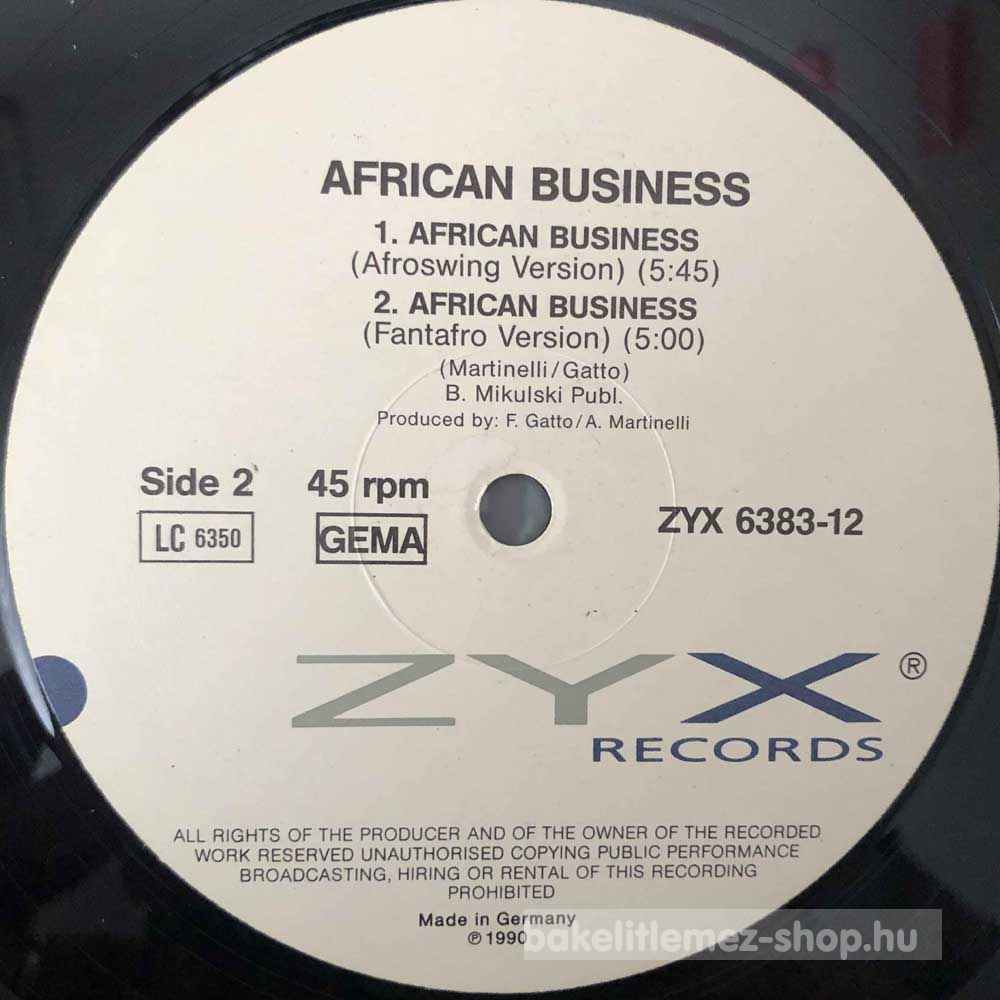 AFRICAN BUSINESS
1. AFRICAN BUSINESS
(Afroswing Version) (5:45)
2. AFRICAN BUSINESS
(Fantafro Version) (5:00)
(Martinelli/Gatto)
B. Mikulski Publ.
Produced by: F. Gatto/A. Martinelli
Side 2 45 rpm
LC 6350 GEMA
ZYX 6383-12
ZYX ®
RECORDS
ALL RIGHTS OF THE PRODUCER AND OF THE OWNER OF THE RECORDED
WORK RESERVED UNAUTHORISED COPYING PUBLIC PERFORMANCE
BROADCASTING, HIRING OR RENTAL OF THIS RECORDING
PROHIBITED
Made in Germany
℗ 1990
bakelitlemez-shop.hu